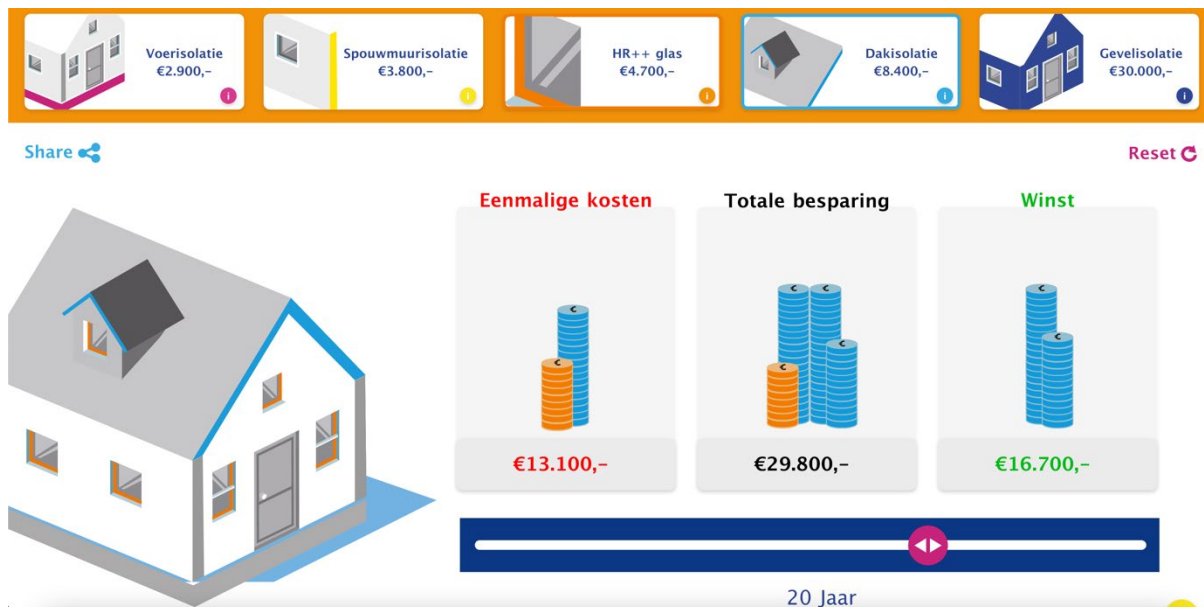 Voerisolatie
€2.900,–
i
Spouwmuurisolatie
€3.800,–
i
HR++ glas
€4.700,–
i
Dakisolatie
€8.400,–
i
Gevelisolatie
€30.000,–
i
Share
Reset
Eenmalige kosten
Totale besparing
Winst
€
€
€
€
€
€
€
€
€13.100,–
€29.800,–
€16.700,–
20 Jaar